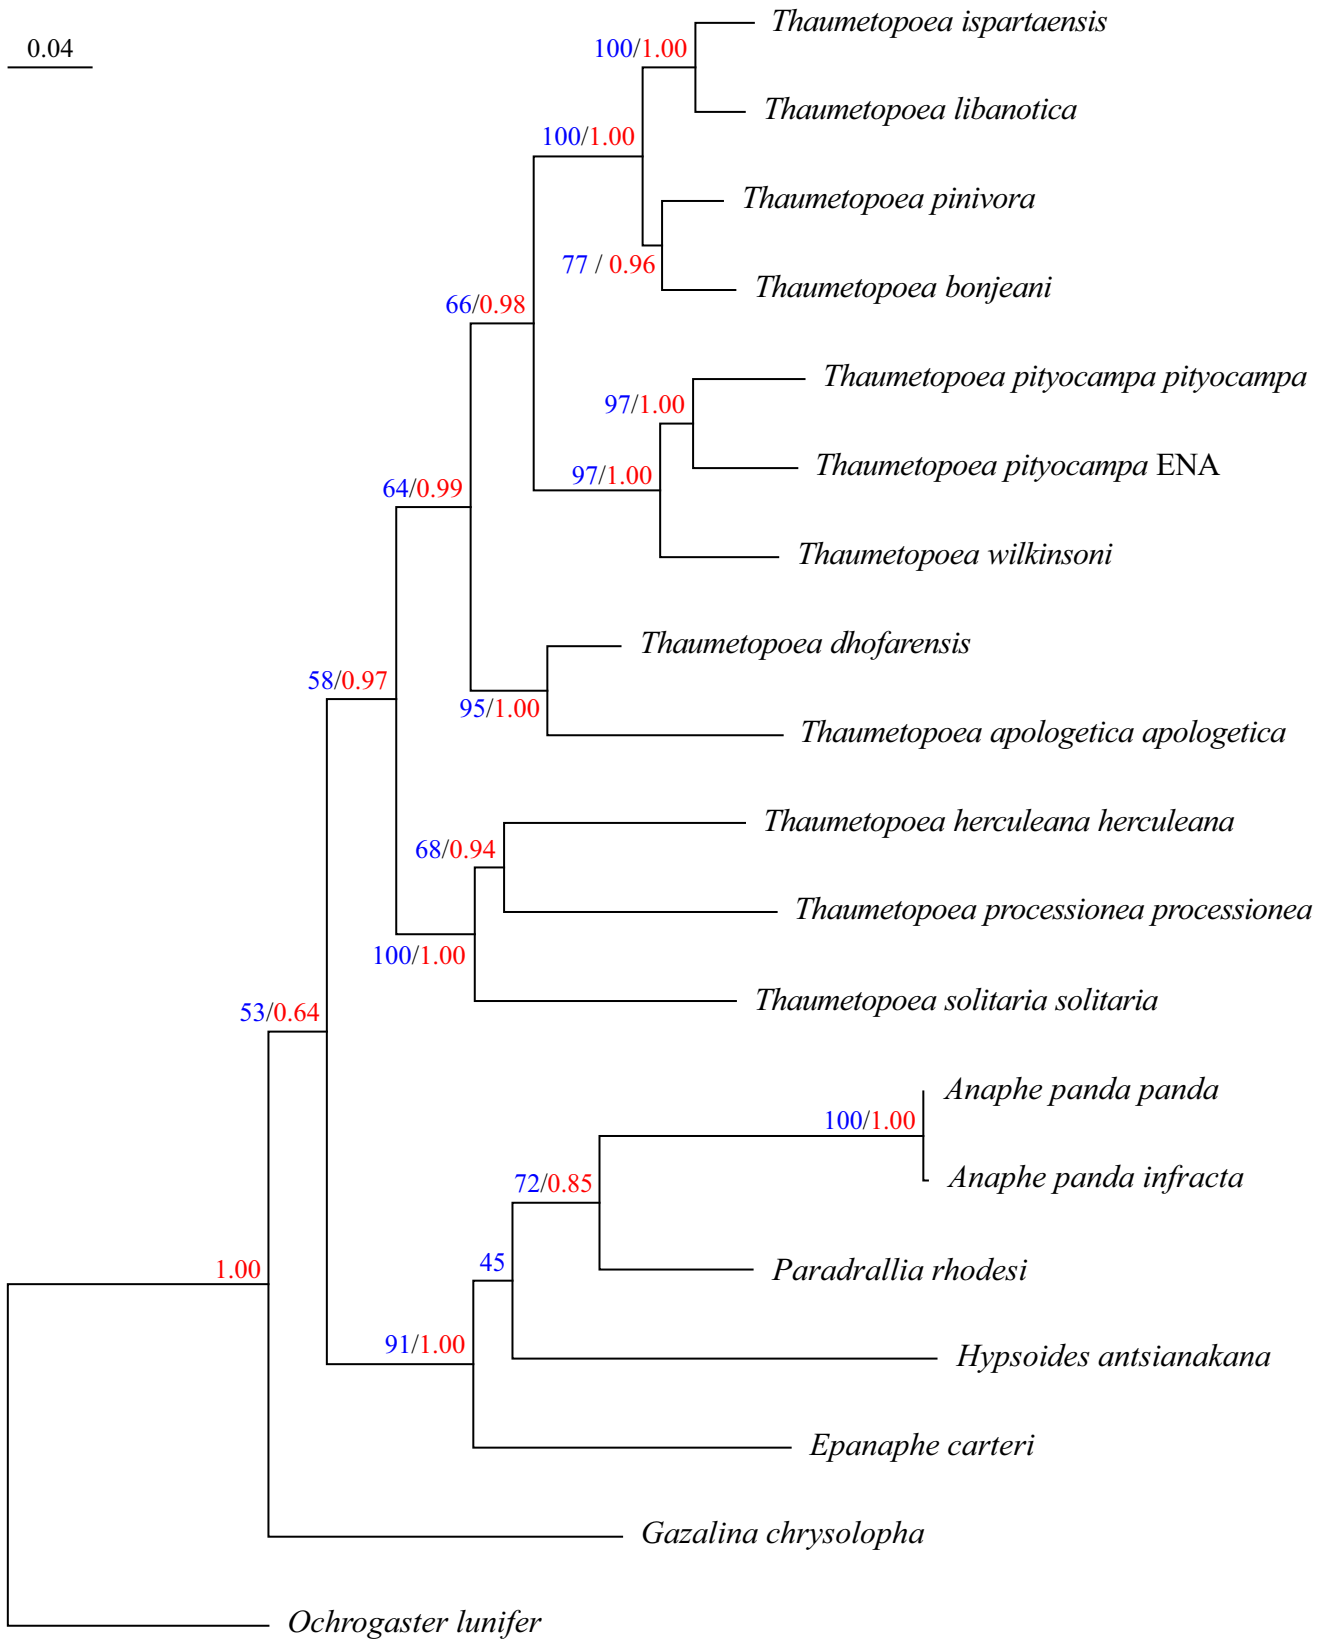 Thaumetopoea ispartaensis
0.04
100/1.00
Thaumetopoea libanotica
100/1.00
Thaumetopoea pinivora
77 / 0.96
Thaumetopoea bonjeani
66/0.98
Thaumetopoea pityocampa pityocampa
97/1.00
Thaumetopoea pityocampa ENA
97/1.00
64/0.99
Thaumetopoea wilkinsoni
Thaumetopoea dhofarensis
58/0.97
95/1.00
Thaumetopoea apologetica apologetica
Thaumetopoea herculeana herculeana
68/0.94
Thaumetopoea processionea processionea
100/1.00
Thaumetopoea solitaria solitaria
53/0.64
Anaphe panda panda
100/1.00
Anaphe panda infracta
72/0.85
45
1.00
Paradrallia rhodesi
91/1.00
Hypsoides antsianakana
Epanaphe carteri
Gazalina chrysolopha
Ochrogaster lunifer